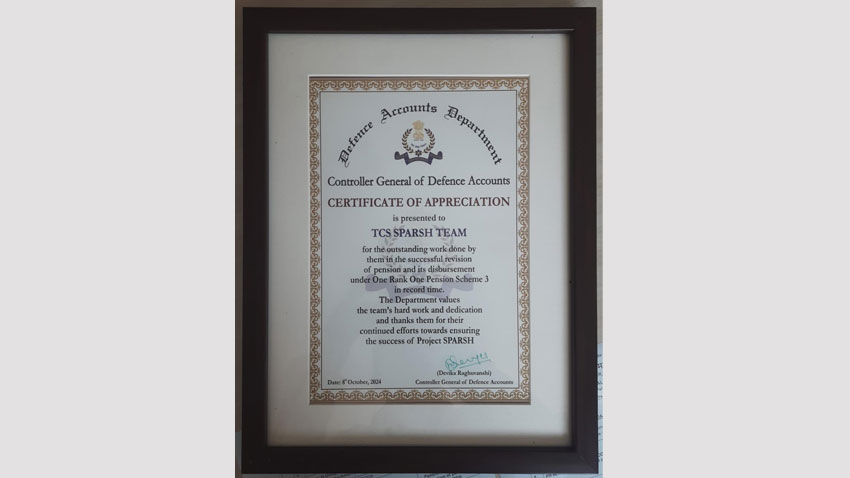 Defence Accounts Department
Controller General of Defence Accounts
CERTIFICATE OF APPRECIATION
is presented to
TCS SPARSH TEAM
for the outstanding work done by
them in the successful revision
of pension and its disbursement
under One Rank One Pension Scheme 3
in record time.
The Department values
the team's hard work and dedication
and thanks them for their
continued efforts towards ensuring
the success of Project SPARSH
(Devika Raghuvanshi)
Date: 8th October, 2024 Controller General of Defence Accounts